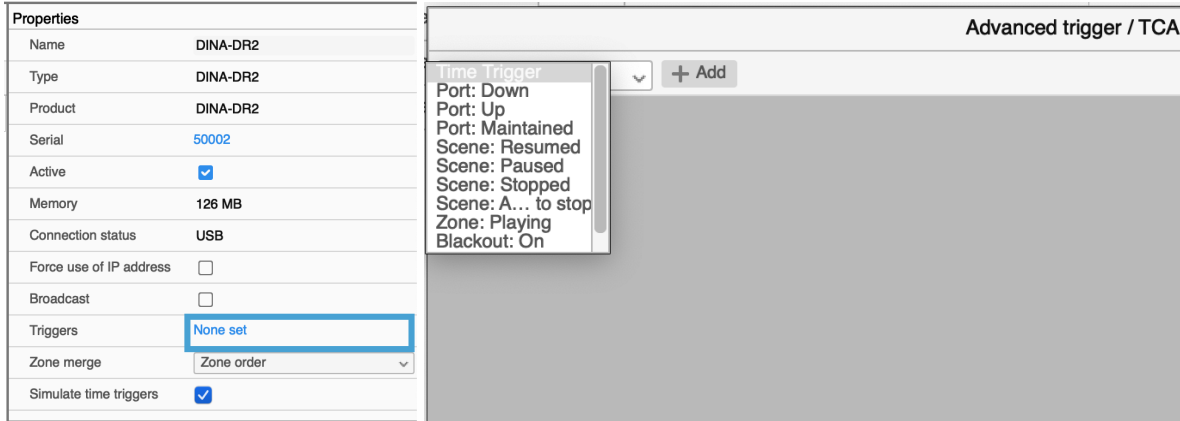 Properties
Name DINA-DR2
Type DINA-DR2
Product DINA-DR2
Serial 50002
Active
Memory 126 MB
Connection status USB
Force use of IP address
Broadcast
Triggers None set
Zone merge Zone order
Simulate time triggers
Advanced trigger / TCA
Time Trigger
+ Add
Port: Down
Port: Up
Port: Maintained
Scene: Resumed
Scene: Paused
Scene: Stopped
Scene: A... to stop
Zone: Playing
Blackout: On